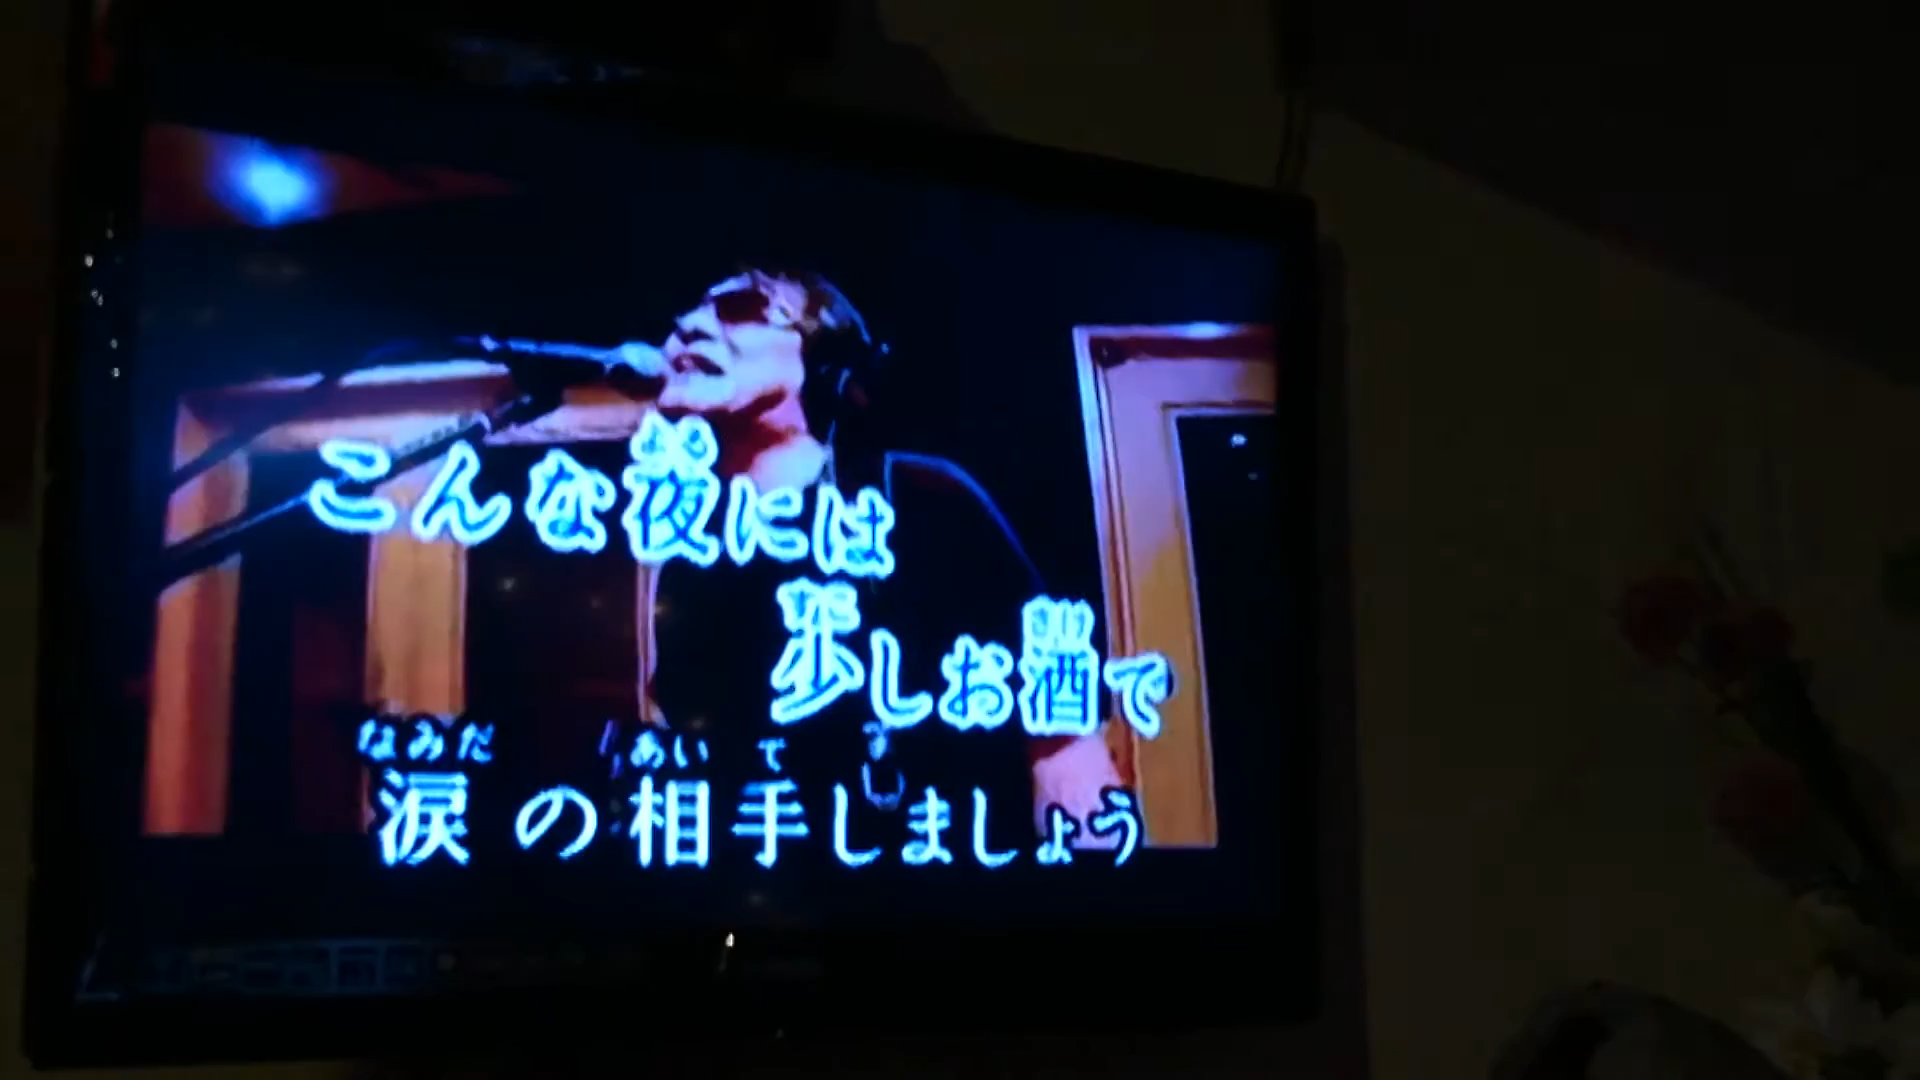 こんな夜には
少しお酒で
なみだ あい て
涙の相手しましょう